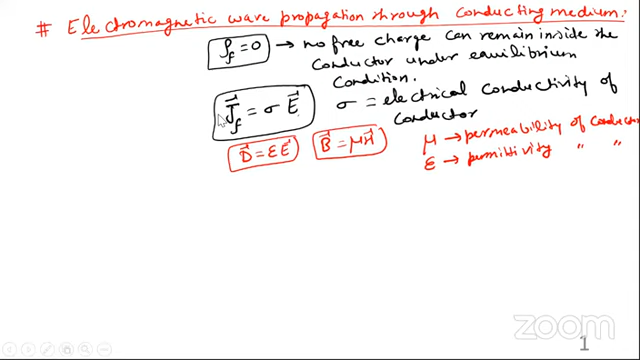 # Electromagnetic wave propagation through conducting medium:
ρf = 0 → no free charge can remain inside the
conductor under equilibrium
condition.
J⃗f = σ E⃗ σ = electrical conductivity of
conductor
D⃗ = εE⃗ B⃗ = μH⃗ μ → permeability of conductor
ε → permittivity " "
zoom
1